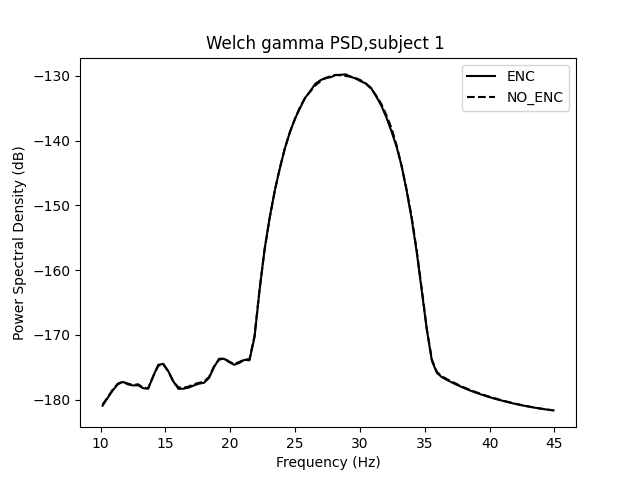 Welch gamma PSD,subject 1
ENC
NO_ENC
Power Spectral Density (dB)
−130
−140
−150
−160
−170
−180
10 15 20 25 30 35 40 45
Frequency (Hz)